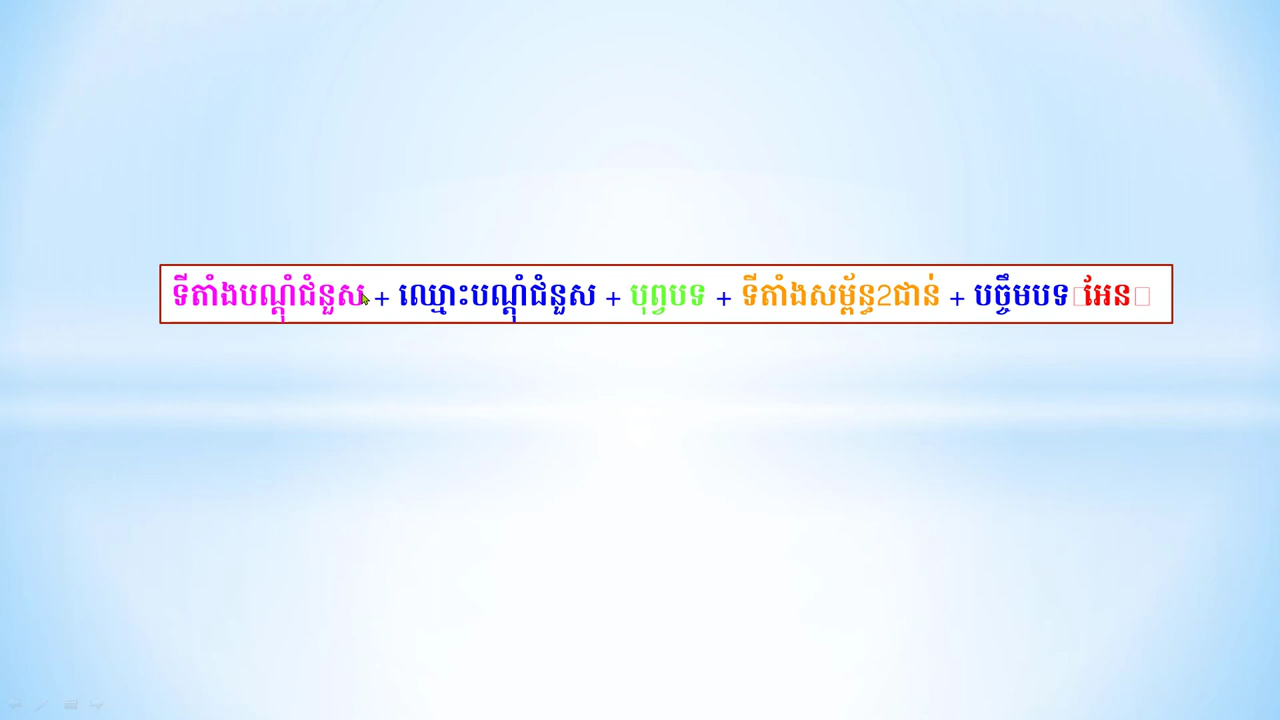 ទីតាំងបណ្តុំជំនួស + ឈ្មោះបណ្តុំជំនួស + បុព្វបទ + ទីតាំងសម្ព័ន្ធ2ជាន់ + បច្ចឹមបទ អែន